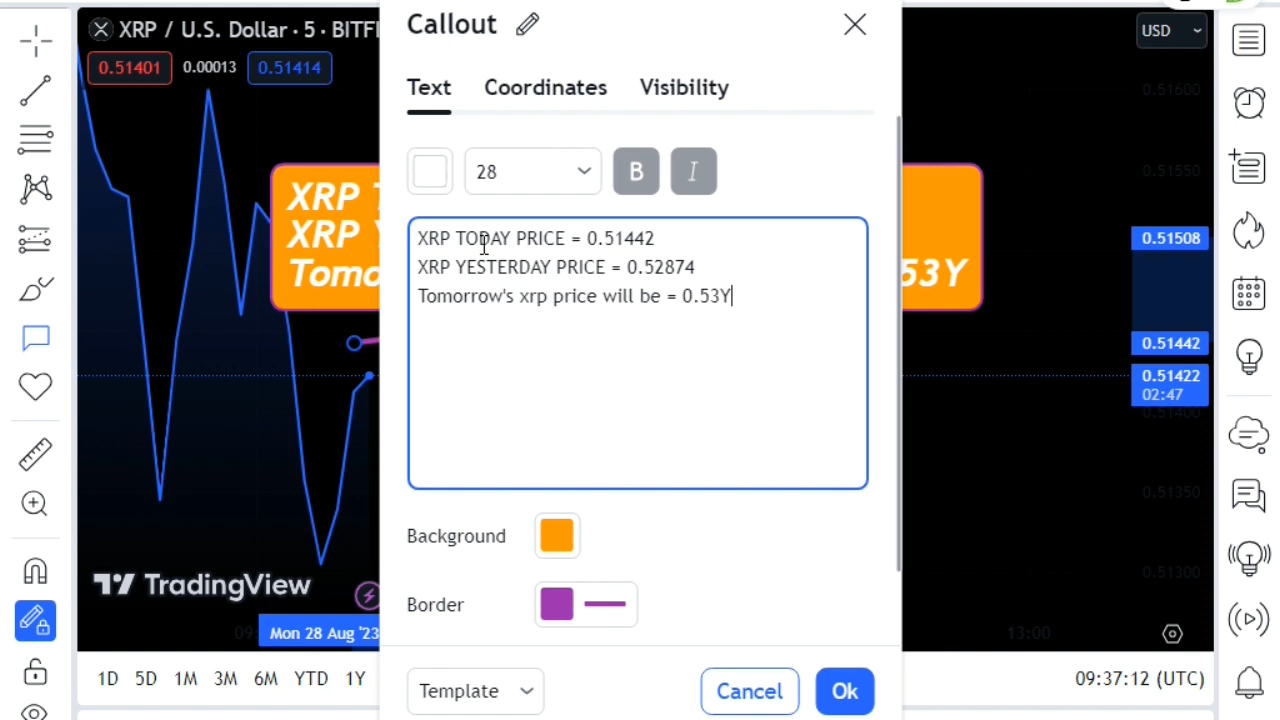 Callout
XRP / U.S. Dollar · 5 · BITFI
USD
0.51401 0.00013 0.51414
Text Coordinates Visibility
0.51600
28 B I
0.51550
XRP T
XRP Y
Tomo
53Y
XRP TODAY PRICE = 0.51442
XRP YESTERDAY PRICE = 0.52874
Tomorrow's xrp price will be = 0.53Y
0.51508
0.51442
0.51422
02:47
0.51400
0.51350
0.51300
Background
TradingView
Border
09:
Mon 28 Aug '23
13:00
1D 5D 1M 3M 6M YTD 1Y
Template
Cancel
Ok
09:37:12 (UTC)